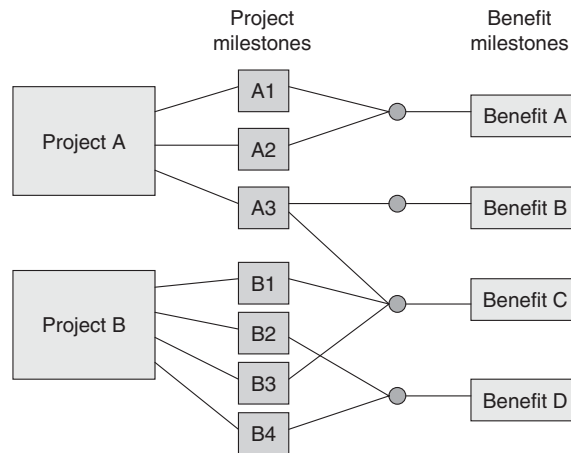 Project
milestones
Benefit
milestones
Project A
A1
A2
A3
Benefit A
Benefit B
Project B
B1
B2
B3
B4
Benefit C
Benefit D